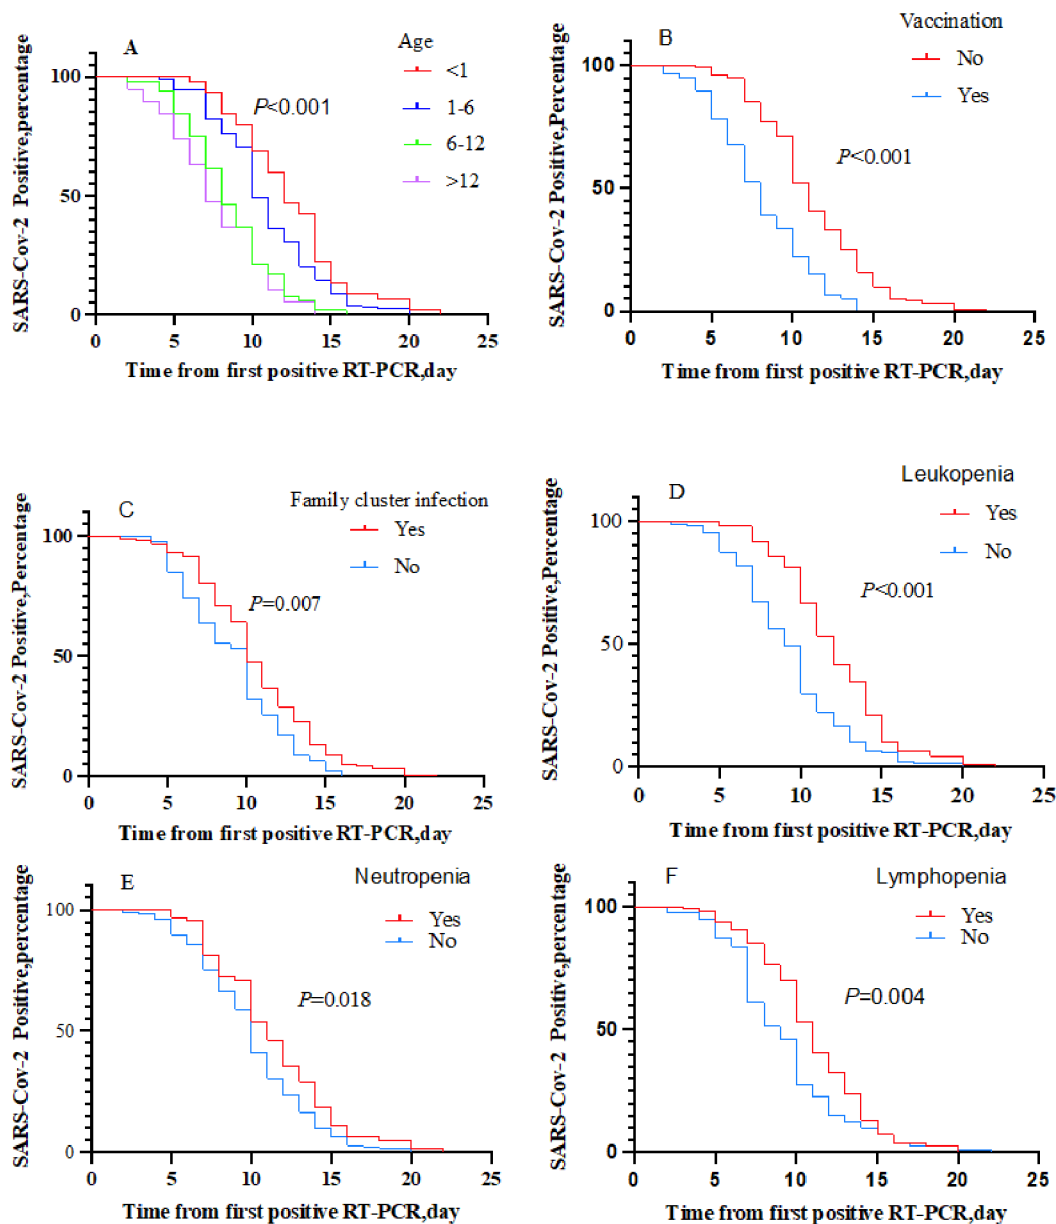 A
Age
<1
1-6
6-12
>12
P<0.001
SARS-Cov-2 Positive,percentage
100
50
0
0 5 10 15 20 25
Time from first positive RT-PCR,day
B
Vaccination
No
Yes
P<0.001
SARS-Cov-2 Positive,Percentage
100
50
0
0 5 10 15 20 25
Time from first positive RT-PCR,day
C
Family cluster infection
Yes
No
P=0.007
SARS-Cov-2 Positive,Percentage
100
50
0
0 5 10 15 20 25
Time from first positive RT-PCR,day
D
Leukopenia
Yes
No
P<0.001
SARS-Cov-2 Positive,Percentage
100
50
0
0 5 10 15 20 25
Time from first positive RT-PCR,day
E
Neutropenia
Yes
No
P=0.018
SARS-Cov-2 Positive,percentage
100
50
0
0 5 10 15 20 25
Time from first positive RT-PCR,day
F
Lymphopenia
Yes
No
P=0.004
SARS-Cov-2 Positive,percentage
100
50
0
0 5 10 15 20 25
Time from first positive RT-PCR,day